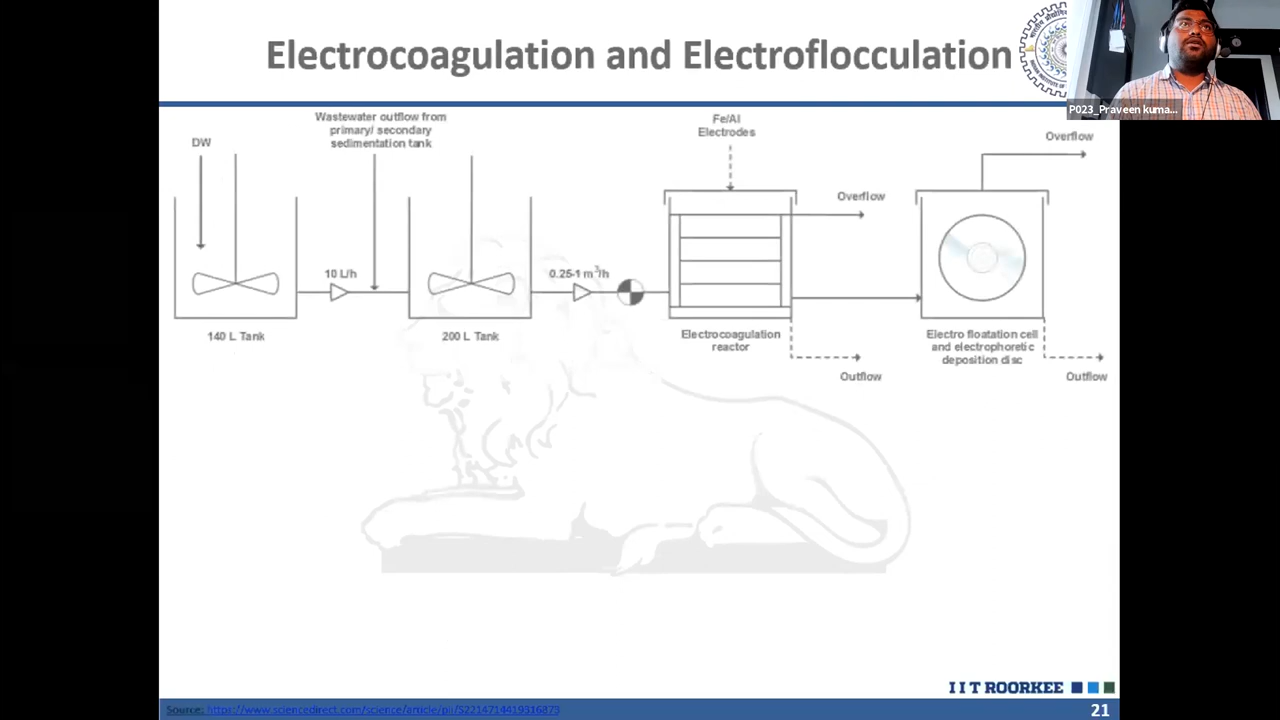 Electrocoagulation and Electroflocculation
P023_Praveen kuma...
Wastewater outflow from
primary/ secondary
sedimentation tank
DW
Fe/Al
Electrodes
Overflow
Overflow
10 L/h
0.25-1 m³/h
140 L Tank
200 L Tank
Electrocoagulation
reactor
Electro floatation cell
and electrophoretic
deposition disc
Outflow
Outflow
I I T ROORKEE
Source: https://www.sciencedirect.com/science/article/pii/S2214714419316873
21